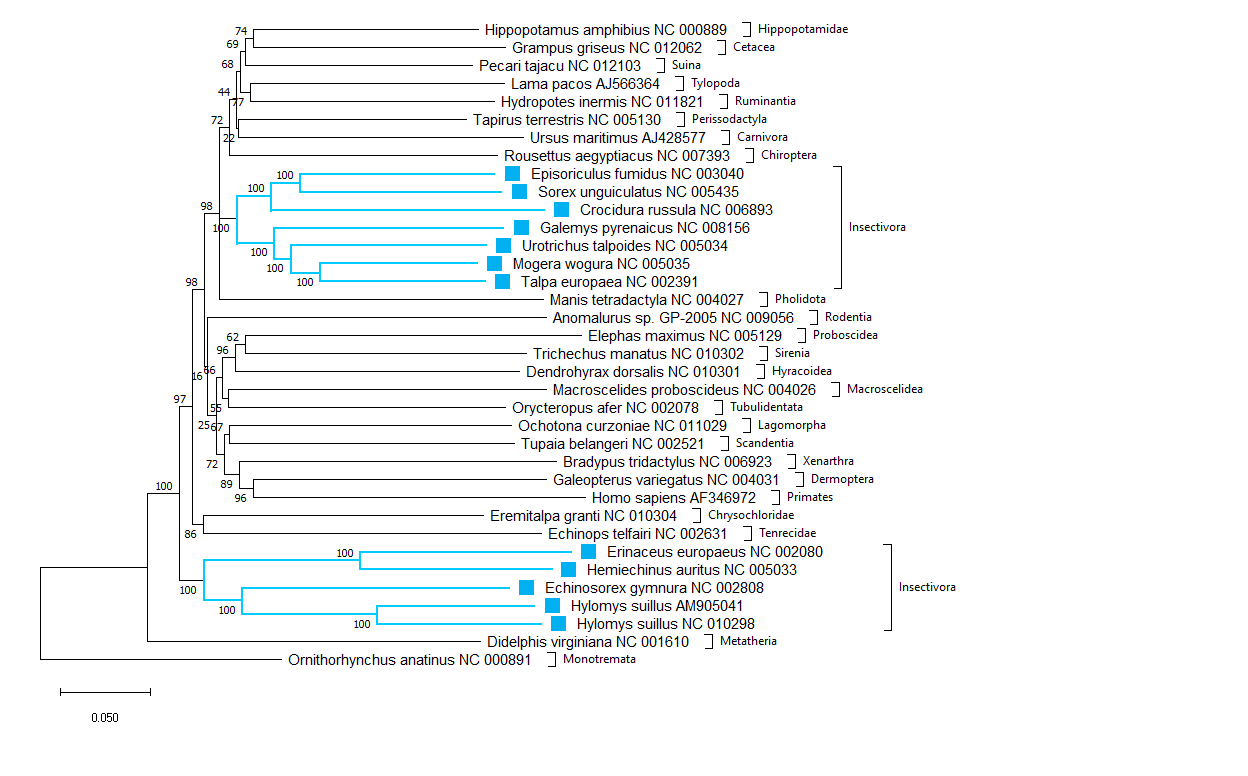 74
Hippopotamus amphibius NC 000889 Hippopotamidae
69
Grampus griseus NC 012062 Cetacea
68
Pecari tajacu NC 012103 Suina
Lama pacos AJ566364 Tylopoda
44
77
Hydropotes inermis NC 011821 Ruminantia
72
Tapirus terrestris NC 005130 Perissodactyla
22
Ursus maritimus AJ428577 Carnivora
Rousettus aegyptiacus NC 007393 Chiroptera
100
Episoriculus fumidus NC 003040
100
Sorex unguiculatus NC 005435
98
Crocidura russula NC 006893
100
Galemys pyrenaicus NC 008156
Insectivora
100
Urotrichus talpoides NC 005034
100
Mogera wogura NC 005035
98
100
Talpa europaea NC 002391
Manis tetradactyla NC 004027 Pholidota
Anomalurus sp. GP-2005 NC 009056 Rodentia
62
Elephas maximus NC 005129 Proboscidea
96
Trichechus manatus NC 010302 Sirenia
16
66
Dendrohyrax dorsalis NC 010301 Hyracoidea
97
Macroscelides proboscideus NC 004026 Macroscelidea
55
Orycteropus afer NC 002078 Tubulidentata
25
67
Ochotona curzoniae NC 011029 Lagomorpha
Tupaia belangeri NC 002521 Scandentia
72
Bradypus tridactylus NC 006923 Xenarthra
100
89
Galeopterus variegatus NC 004031 Dermoptera
96
Homo sapiens AF346972 Primates
Eremitalpa granti NC 010304 Chrysochloridae
86
Echinops telfairi NC 002631 Tenrecidae
100
Erinaceus europaeus NC 002080
Hemiechinus auritus NC 005033
100
Echinosorex gymnura NC 002808
Insectivora
100
Hylomys suillus AM905041
100
Hylomys suillus NC 010298
Didelphis virginiana NC 001610 Metatheria
Ornithorhynchus anatinus NC 000891 Monotremata
0.050